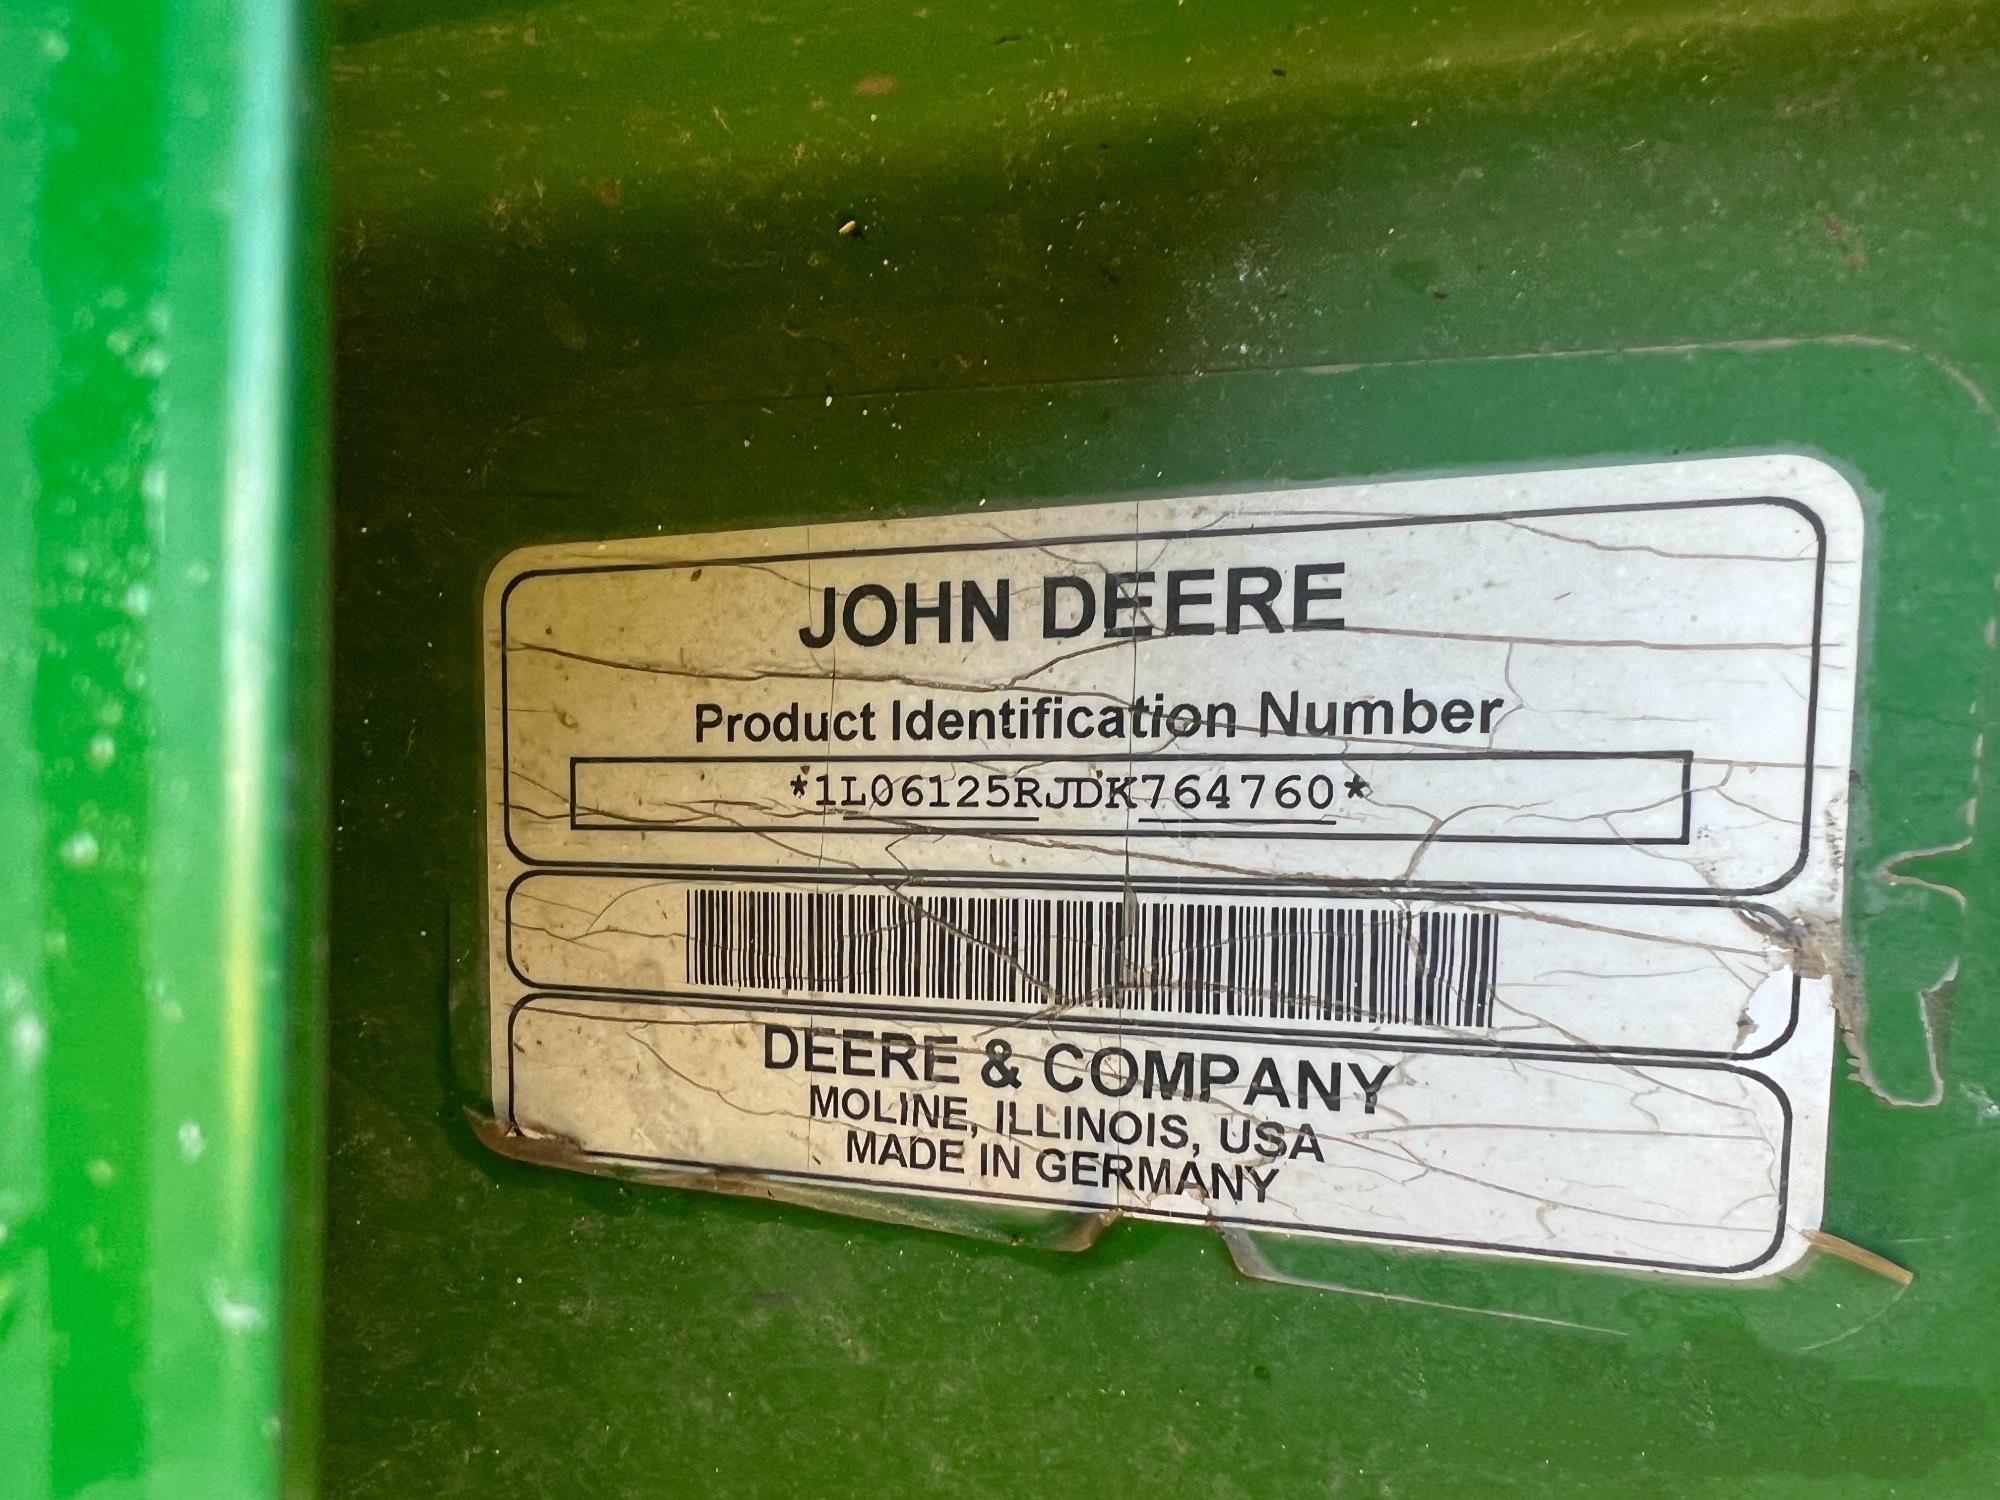 JOHN DEERE
Product Identification Number
*1L06125RJDK764760*
DEERE & COMPANY
MOLINE, ILLINOIS, USA
MADE IN GERMANY